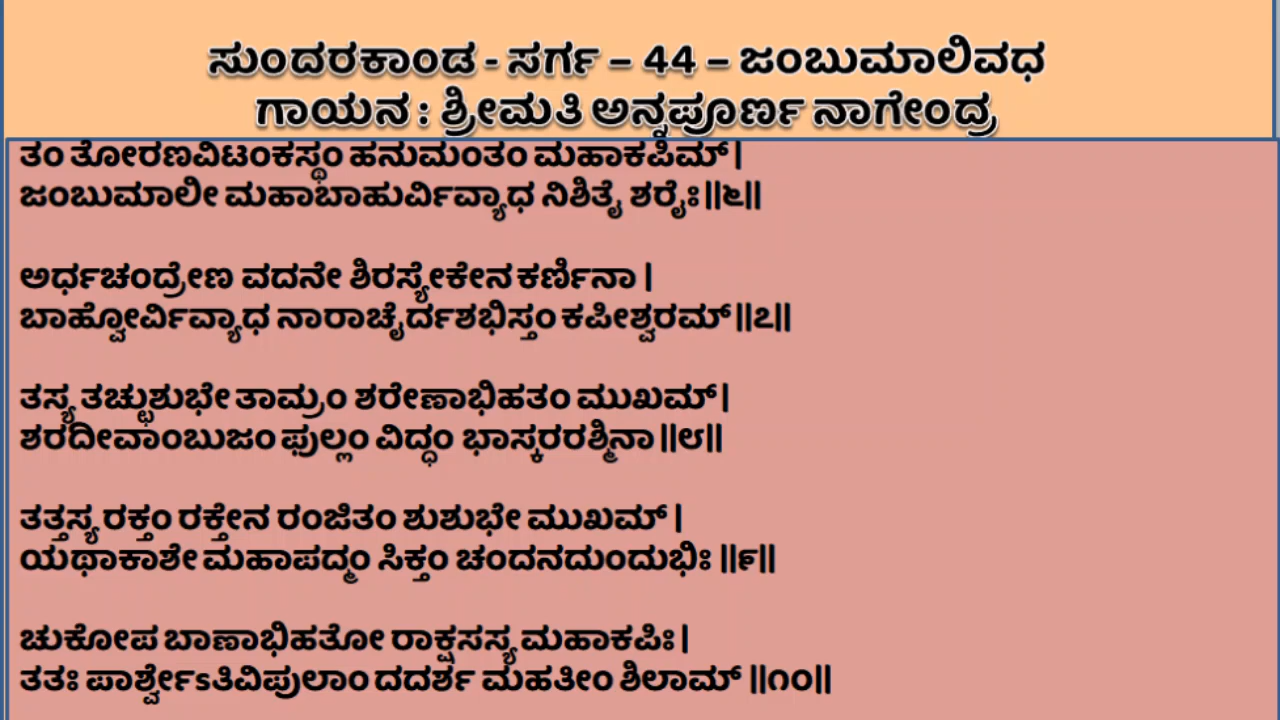 ಸುಂದರಕಾಂಡ - ಸರ್ಗ – 44 – ಜಂಬುಮಾಲಿವಧ
ಗಾಯನ : ಶ್ರೀಮತಿ ಅನ್ನಪೂರ್ಣ ನಾಗೇಂದ್ರ
ತಂ ತೋರಣವಿಟಂಕಸ್ಥಂ ಹನುಮಂತಂ ಮಹಾಕಪಿಮ್ |
ಜಂಬುಮಾಲೀ ಮಹಾಬಾಹುರ್ವಿವ್ಯಾಧ ನಿಶಿತೈ ಶರೈಃ ||೬||
ಅರ್ಧಚಂದ್ರೇಣ ವದನೇ ಶಿರಸ್ಯೇಕೇನ ಕರ್ಣಿನಾ |
ಬಾಹ್ವೋರ್ವಿವ್ಯಾಧ ನಾರಾಚೈರ್ದಶಭಿಸ್ತಂ ಕಪೀಶ್ವರಮ್ ||೭||
ತಸ್ಯ ತಚ್ಛುಶುಭೇ ತಾಮ್ರಂ ಶರೇಣಾಭಿಹತಂ ಮುಖಮ್ |
ಶರದೀವಾಂಬುಜಂ ಫುಲ್ಲಂ ವಿದ್ಧಂ ಭಾಸ್ಕರರಶ್ಮಿನಾ ||೮||
ತತ್ತಸ್ಯ ರಕ್ತಂ ರಕ್ತೇನ ರಂಜಿತಂ ಶುಶುಭೇ ಮುಖಮ್ |
ಯಥಾಕಾಶೇ ಮಹಾಪದ್ಮಂ ಸಿಕ್ತಂ ಚಂದನದುಂದುಭಿಃ ||೯||
ಚುಕೋಪ ಬಾಣಾಭಿಹತೋ ರಾಕ್ಷಸಸ್ಯ ಮಹಾಕಪಿಃ |
ತತಃ ಪಾರ್ಶ್ವೇsತಿವಿಪುಲಾಂ ದದರ್ಶ ಮಹತೀಂ ಶಿಲಾಮ್ ||೧೦||